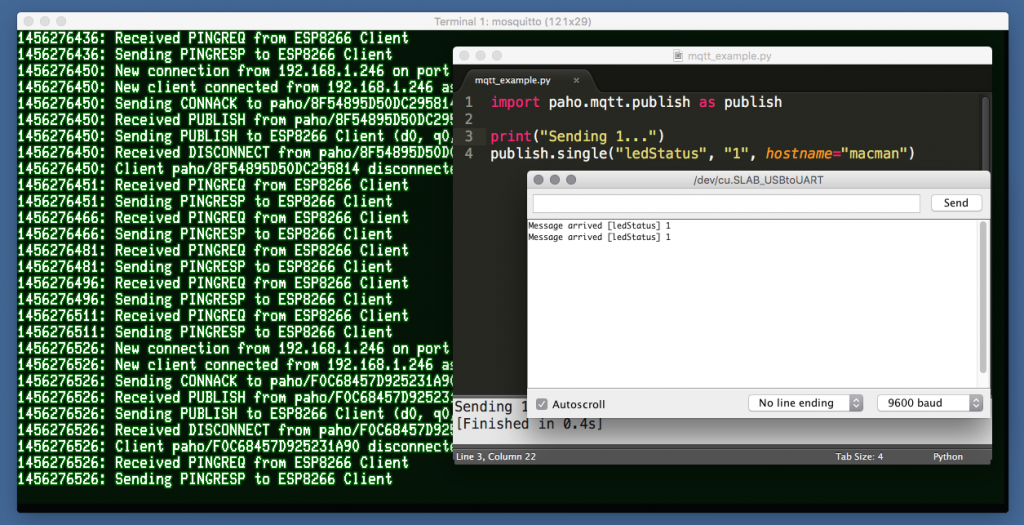 Terminal 1: mosquitto (121x29)
1456276436: Received PINGREQ from ESP8266 Client
1456276436: Sending PINGRESP to ESP8266 Client
1456276450: New connection from 192.168.1.246 on port
1456276450: New client connected from 192.168.1.246 as
1456276450: Sending CONNACK to paho/8F54895D50DC295814
1456276450: Received PUBLISH from paho/8F54895D50DC295
1456276450: Sending PUBLISH to ESP8266 Client (d0, q0,
1456276450: Received DISCONNECT from paho/8F54895D50DC
1456276450: Client paho/8F54895D50DC295814 disconnecte
1456276451: Received PINGREQ from ESP8266 Client
1456276451: Sending PINGRESP to ESP8266 Client
1456276466: Received PINGREQ from ESP8266 Client
1456276466: Sending PINGRESP to ESP8266 Client
1456276481: Received PINGREQ from ESP8266 Client
1456276481: Sending PINGRESP to ESP8266 Client
1456276496: Received PINGREQ from ESP8266 Client
1456276496: Sending PINGRESP to ESP8266 Client
1456276511: Received PINGREQ from ESP8266 Client
1456276511: Sending PINGRESP to ESP8266 Client
1456276526: New connection from 192.168.1.246 on port
1456276526: New client connected from 192.168.1.246 as
1456276526: Sending CONNACK to paho/F0C68457D925231A90
1456276526: Received PUBLISH from paho/F0C68457D925231
1456276526: Sending PUBLISH to ESP8266 Client (d0, q0,
1456276526: Received DISCONNECT from paho/F0C68457D925
1456276526: Client paho/F0C68457D925231A90 disconnecte
1456276526: Received PINGREQ from ESP8266 Client
1456276526: Sending PINGRESP to ESP8266 Client
mqtt_example.py
mqtt_example.py ×
1 import paho.mqtt.publish as publish
2
3 print("Sending 1...")
4 publish.single("ledStatus", "1", hostname="macman")
/dev/cu.SLAB_USBtoUART
Send
Message arrived [ledStatus] 1
Message arrived [ledStatus] 1
Autoscroll No line ending 9600 baud
Sending 1
[Finished in 0.4s]
Line 3, Column 22 Tab Size: 4 Python